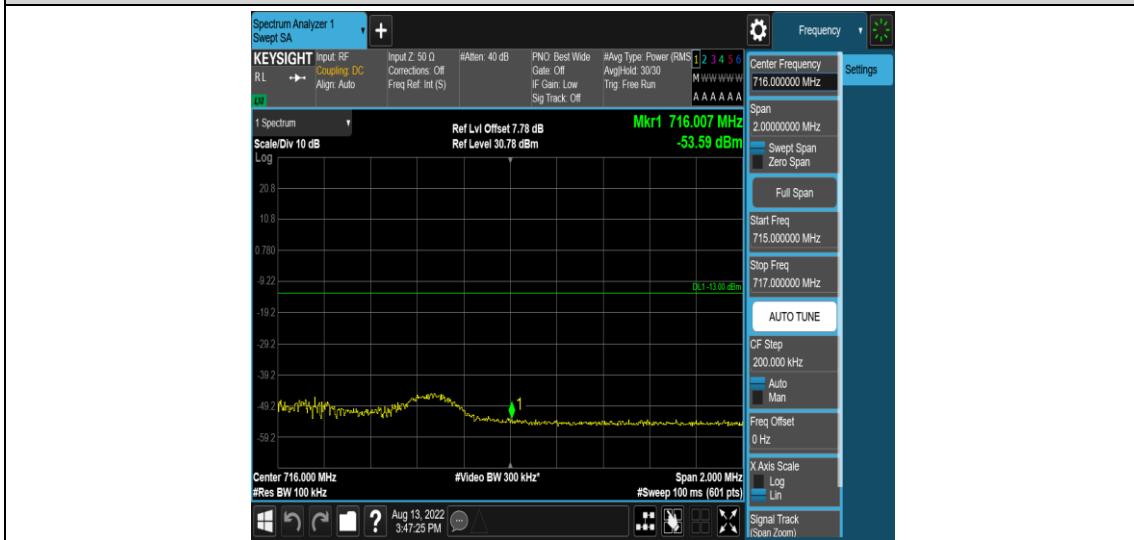 Spectrum Analyzer 1
Swept SA
+
Frequency
KEYSIGHT
RL
LXI
Input: RF
Coupling: DC
Align: Auto
Input Z: 50 Ω
Corrections: Off
Freq Ref: Int (S)
#Atten: 40 dB
PNO: Best Wide
Gate: Off
IF Gain: Low
Sig Track: Off
#Avg Type: Power (RMS
Avg|Hold: 30/30
Trig: Free Run
1 2 3 4 5 6
M W W W W W
A A A A A A
Center Frequency
716.000000 MHz
Settings
1 Spectrum
Scale/Div 10 dB
Log
Ref Lvl Offset 7.78 dB
Ref Level 30.78 dBm
Mkr1 716.007 MHz
-53.59 dBm
Span
2.00000000 MHz
Swept Span
Zero Span
Full Span
Start Freq
715.000000 MHz
Stop Freq
717.000000 MHz
AUTO TUNE
CF Step
200.000 kHz
Auto
Man
Freq Offset
0 Hz
X Axis Scale
Log
Lin
Signal Track
(Span Zoom)
20.8
10.8
0.780
-9.22
DL1 -13.00 dBm
-19.2
-29.2
-39.2
-49.2
1
-59.2
Center 716.000 MHz
#Video BW 300 kHz*
Span 2.000 MHz
#Res BW 100 kHz
#Sweep 100 ms (601 pts)
?
Aug 13, 2022
3:47:25 PM